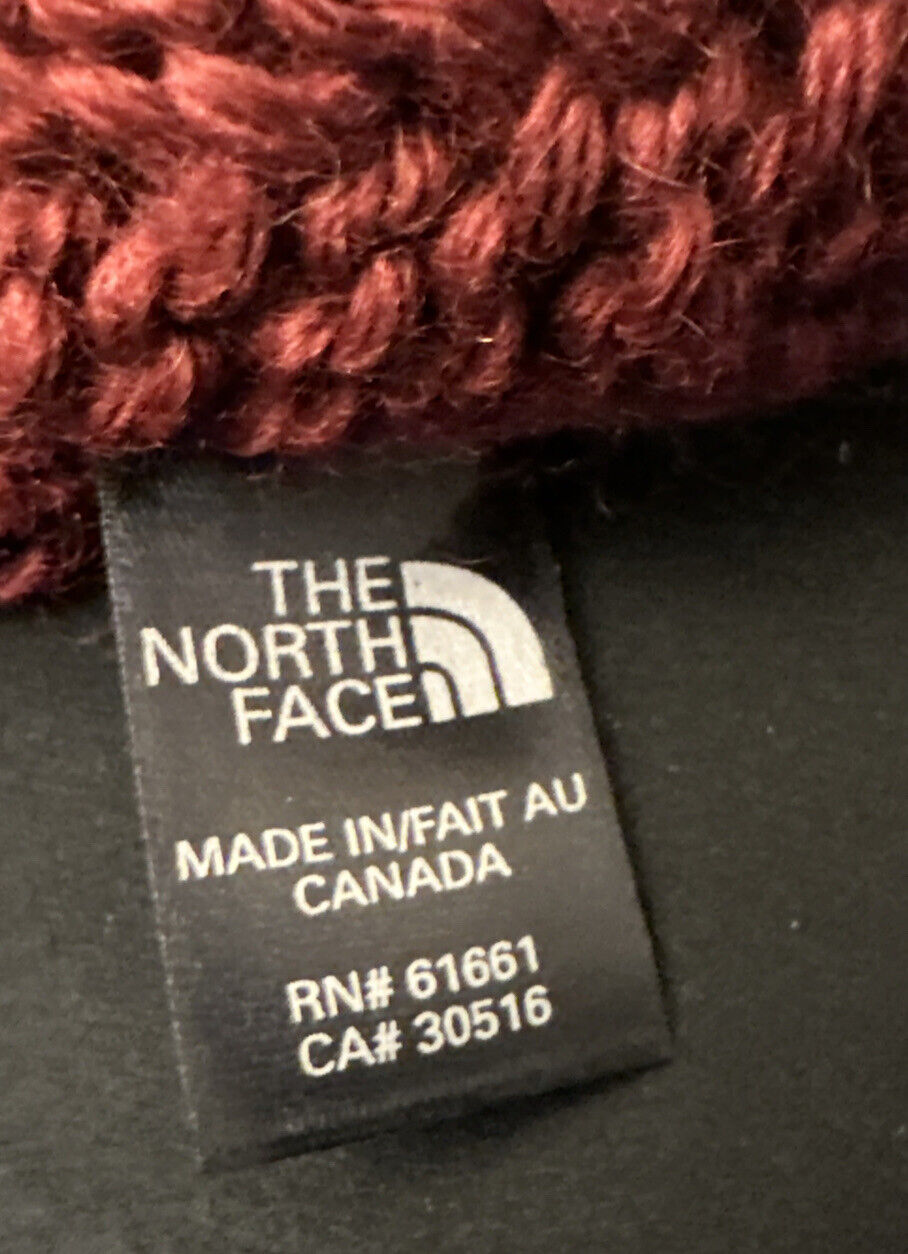 THE
NORTH
FACE
MADE IN/FAIT AU
CANADA
RN# 61661
CA# 30516